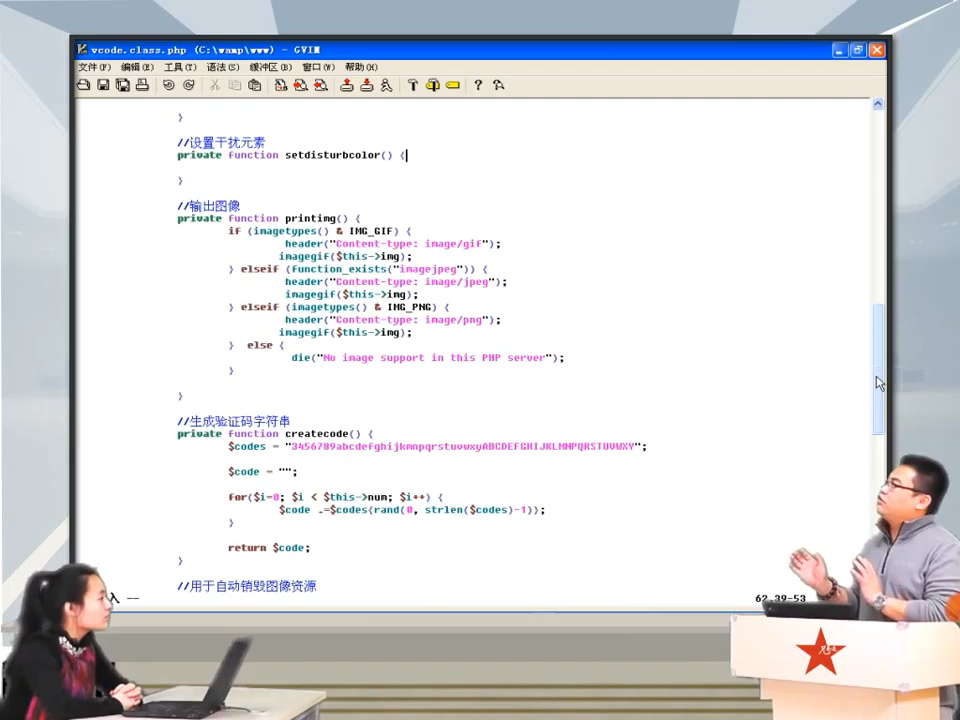 vcode.class.php (C:\wamp\www) - GVIM
文件(F) 编辑(E) 工具(T) 语法(S) 缓冲区(B) 窗口(W) 帮助(H)
}
//设置干扰元素
private function setdisturbcolor() {
}
//输出图像
private function printimg() {
if (imagetypes() & IMG_GIF) {
header("Content-type: image/gif");
imagegif($this->img);
} elseif (function_exists("imagejpeg")) {
header("Content-type: image/jpeg");
imagegif($this->img);
} elseif (imagetypes() & IMG_PNG) {
header("Content-type: image/png");
imagegif($this->img);
} else {
die("No image support in this PHP server");
}
}
//生成验证码字符串
private function createcode() {
$codes = "3456789abcdefghijkmnpqrstuvwxyABCDEFGHIJKLMNPQRSTUVWXY";
$code = "";
for($i=0; $i < $this->num; $i++) {
$code .=$codes{rand(0, strlen($codes)-1)};
}
return $code;
}
//用于自动销毁图像资源
入 --
62,39-53